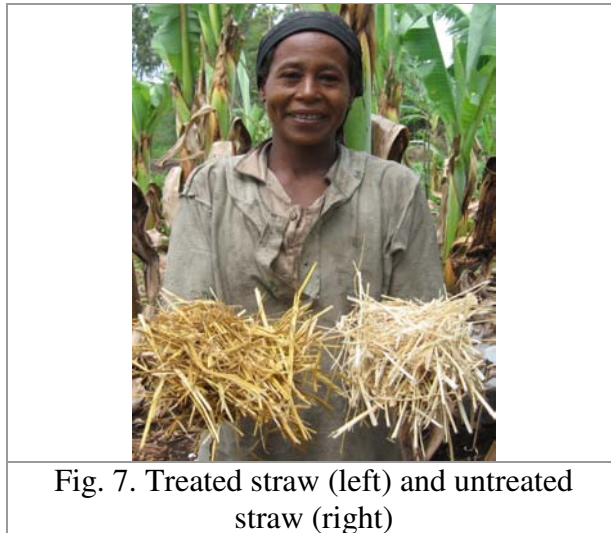 Fig. 7. Treated straw (left) and untreated
straw (right)